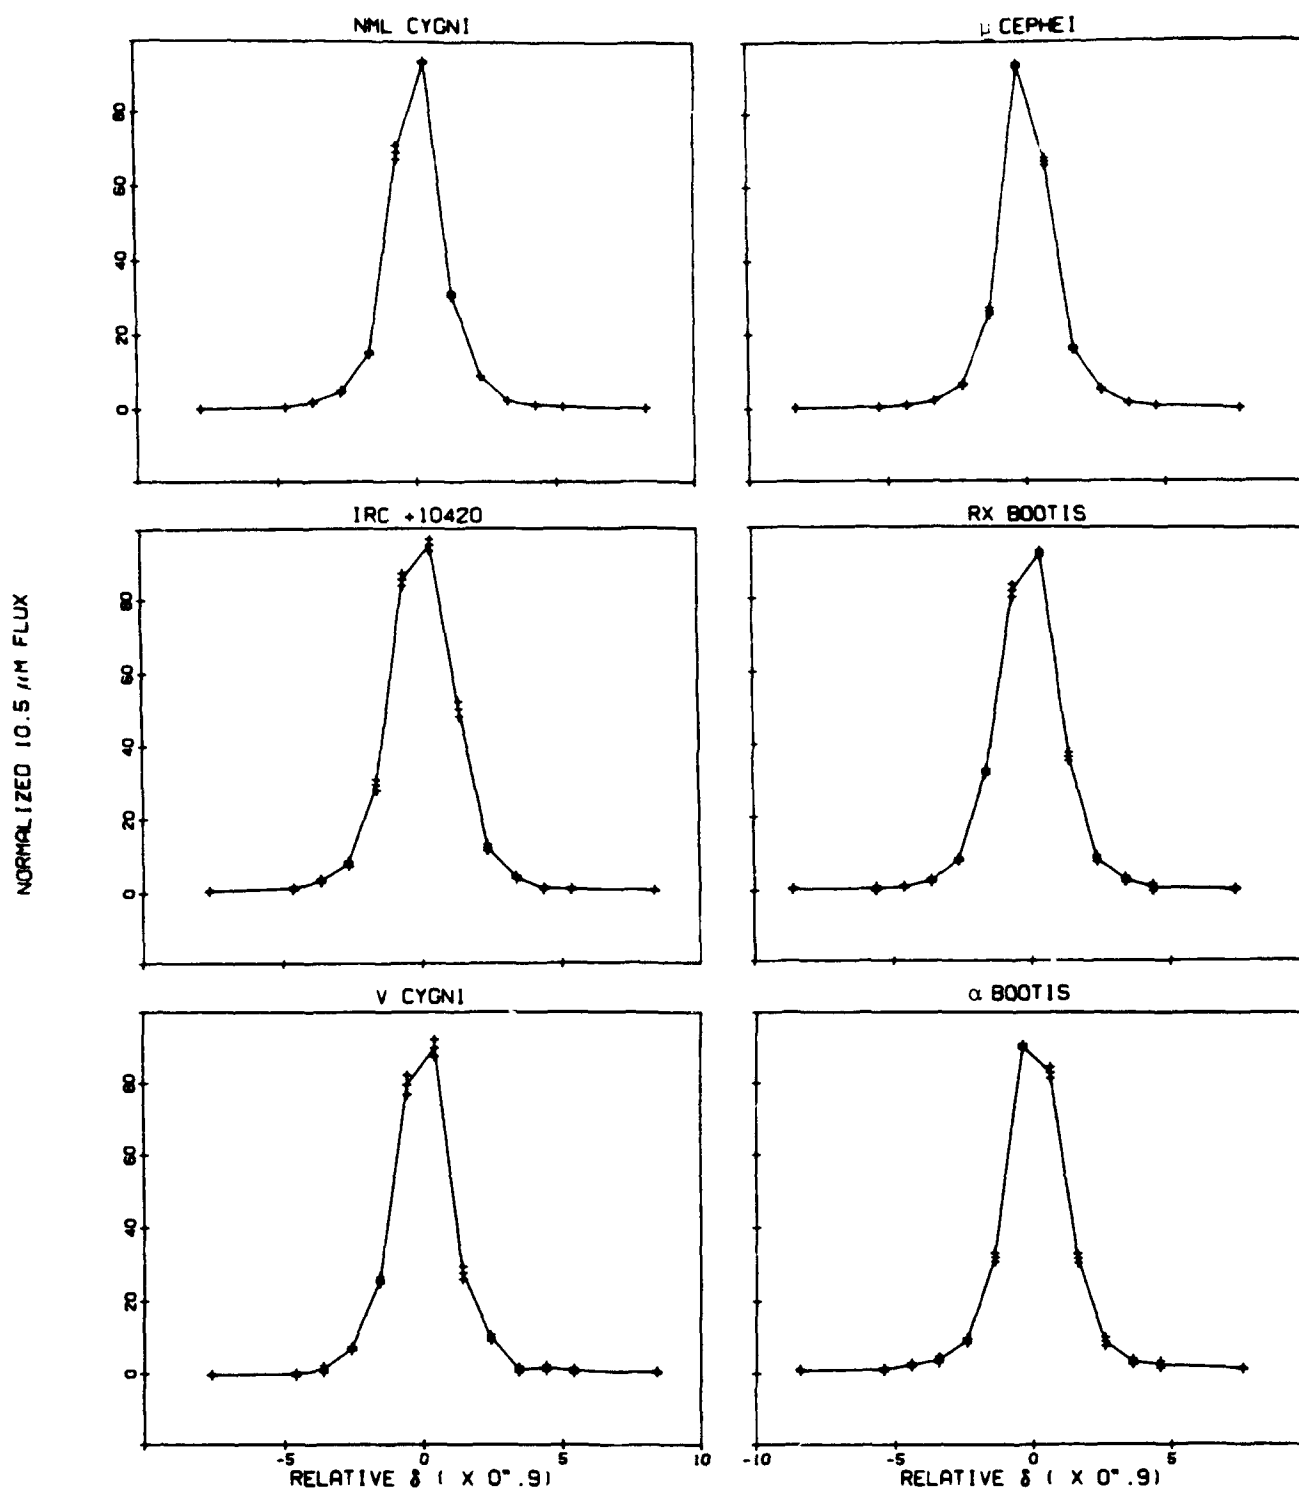 NML CYGNI
μ CEPHEI
80
60
40
20
0
IRC +10420
RX BOOTIS
NORMALIZED 10.5 μM FLUX
80
60
40
20
0
V CYGNI
α BOOTIS
80
60
40
20
0
-5 0 5 10
-10 -5 0 5
RELATIVE δ ( X 0".9)
RELATIVE δ ( X 0".9)